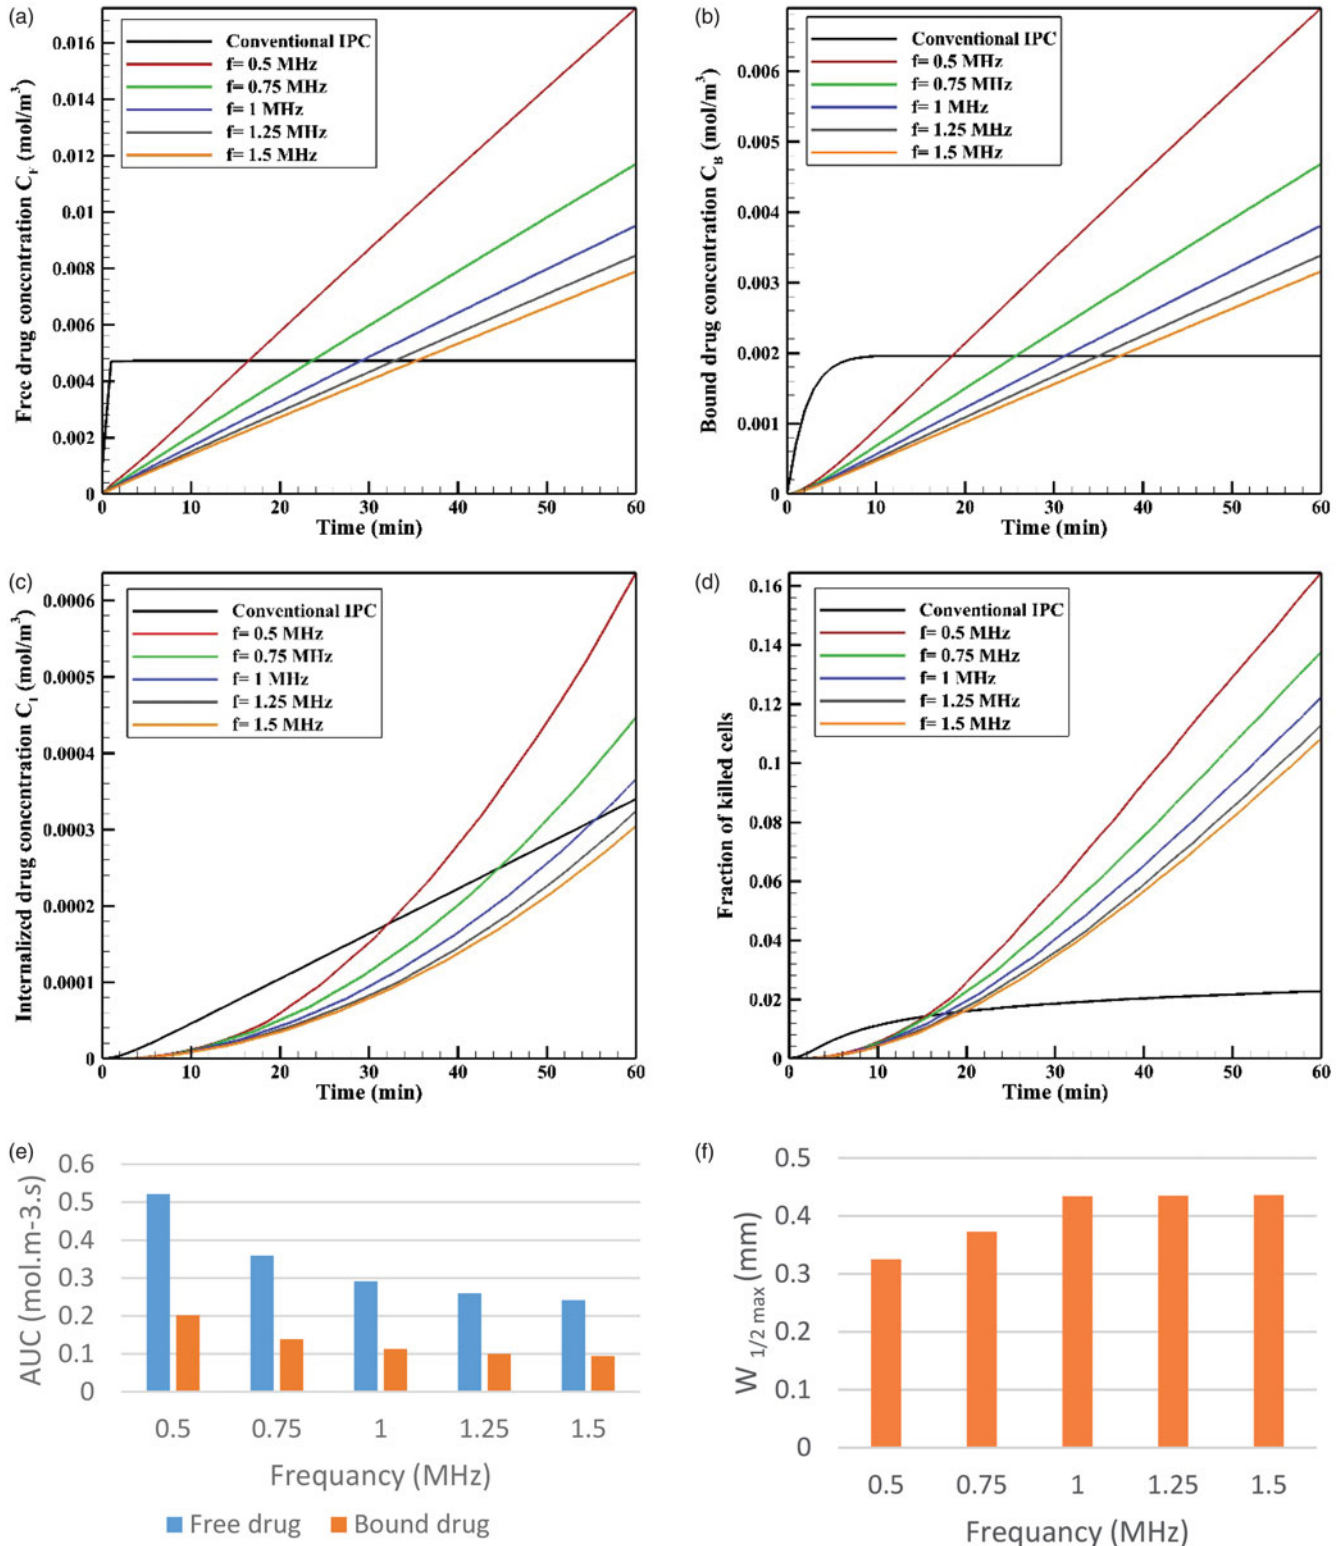 (a)
Free drug concentration C_F (mol/m³)
0.016
0.014
0.012
0.01
0.008
0.006
0.004
0.002
0
Conventional IPC
f= 0.5 MHz
f= 0.75 MHz
f= 1 MHz
f= 1.25 MHz
f= 1.5 MHz
0 10 20 30 40 50 60
Time (min)
(b)
Bound drug concentration C_B (mol/m³)
0.006
0.005
0.004
0.003
0.002
0.001
0
Conventional IPC
f= 0.5 MHz
f= 0.75 MHz
f= 1 MHz
f= 1.25 MHz
f= 1.5 MHz
0 10 20 30 40 50 60
Time (min)
(c)
Internalized drug concentration C_I (mol/m³)
0.0006
0.0005
0.0004
0.0003
0.0002
0.0001
0
Conventional IPC
f= 0.5 MHz
f= 0.75 MHz
f= 1 MHz
f= 1.25 MHz
f= 1.5 MHz
0 10 20 30 40 50 60
Time (min)
(d)
Fraction of killed cells
0.16
0.14
0.12
0.1
0.08
0.06
0.04
0.02
0
Conventional IPC
f= 0.5 MHz
f= 0.75 MHz
f= 1 MHz
f= 1.25 MHz
f= 1.5 MHz
0 10 20 30 40 50 60
Time (min)
(e)
AUC (mol.m-3.s)
0.6
0.5
0.4
0.3
0.2
0.1
0
0.5 0.75 1 1.25 1.5
Frequancy (MHz)
Free drug Bound drug
(f)
W 1/2 max (mm)
0.5
0.4
0.3
0.2
0.1
0
0.5 0.75 1 1.25 1.5
Frequancy (MHz)